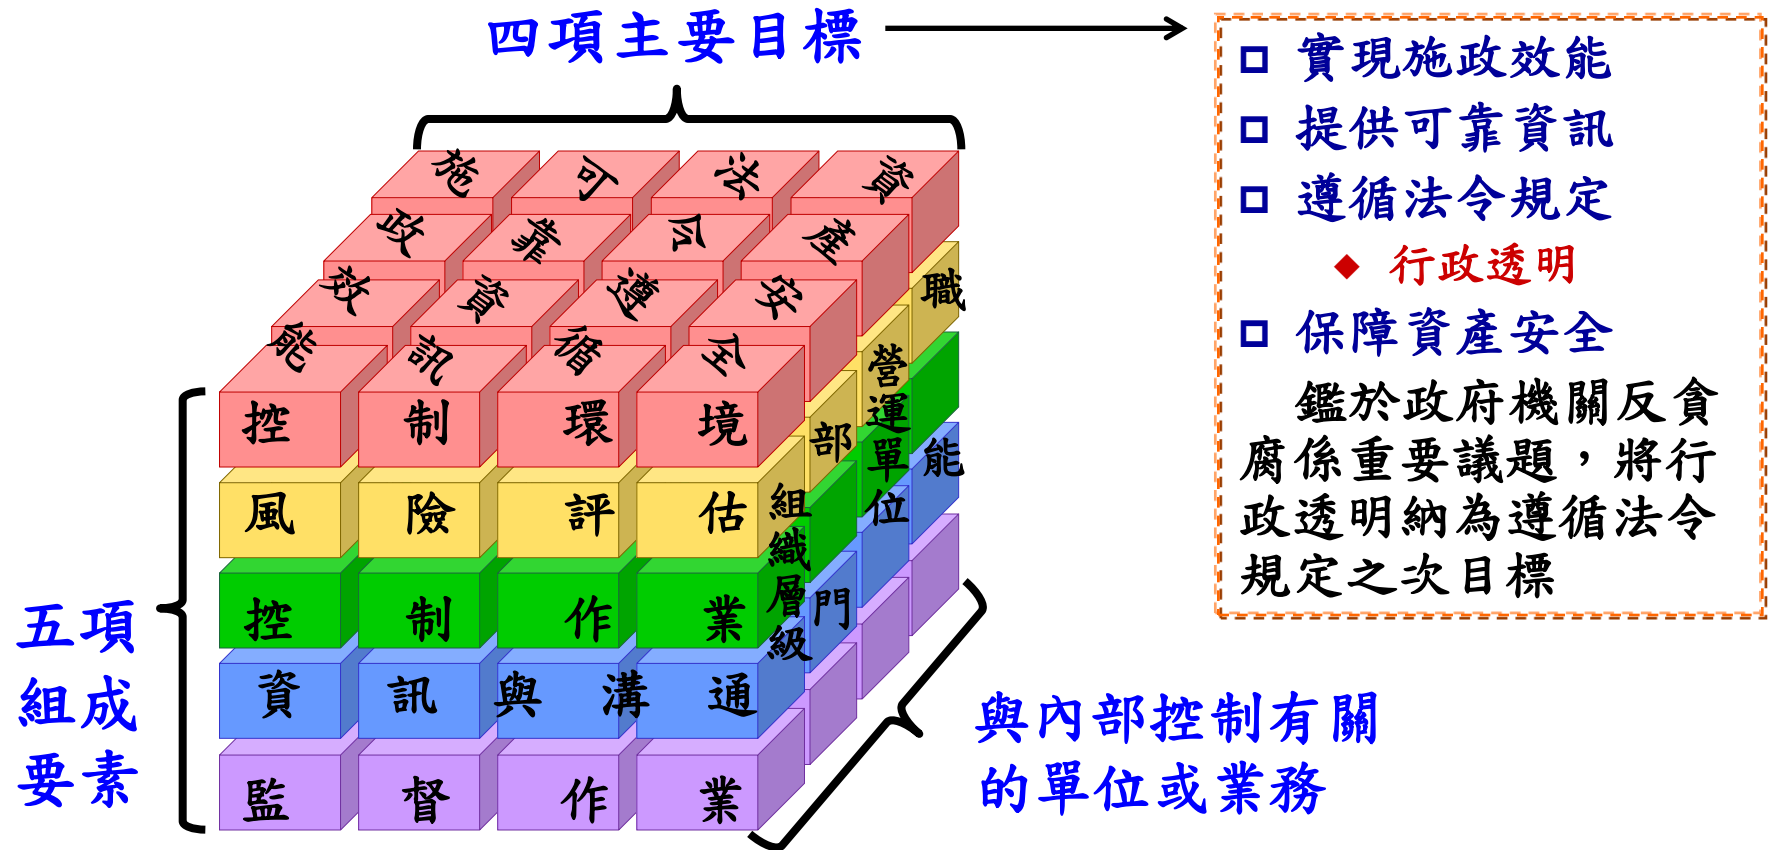 四項主要目標
施政效能
可靠資訊
法令遵循
資產安全
控制環境
風險評估
控制作業
資訊與溝通
監督作業
組織層級
部門
營運單位
職能
五項
組成
要素
與內部控制有關
的單位或業務
實現施政效能
提供可靠資訊
遵循法令規定
行政透明
保障資產安全
鑑於政府機關反貪
腐係重要議題，將行
政透明納為遵循法令
規定之次目標